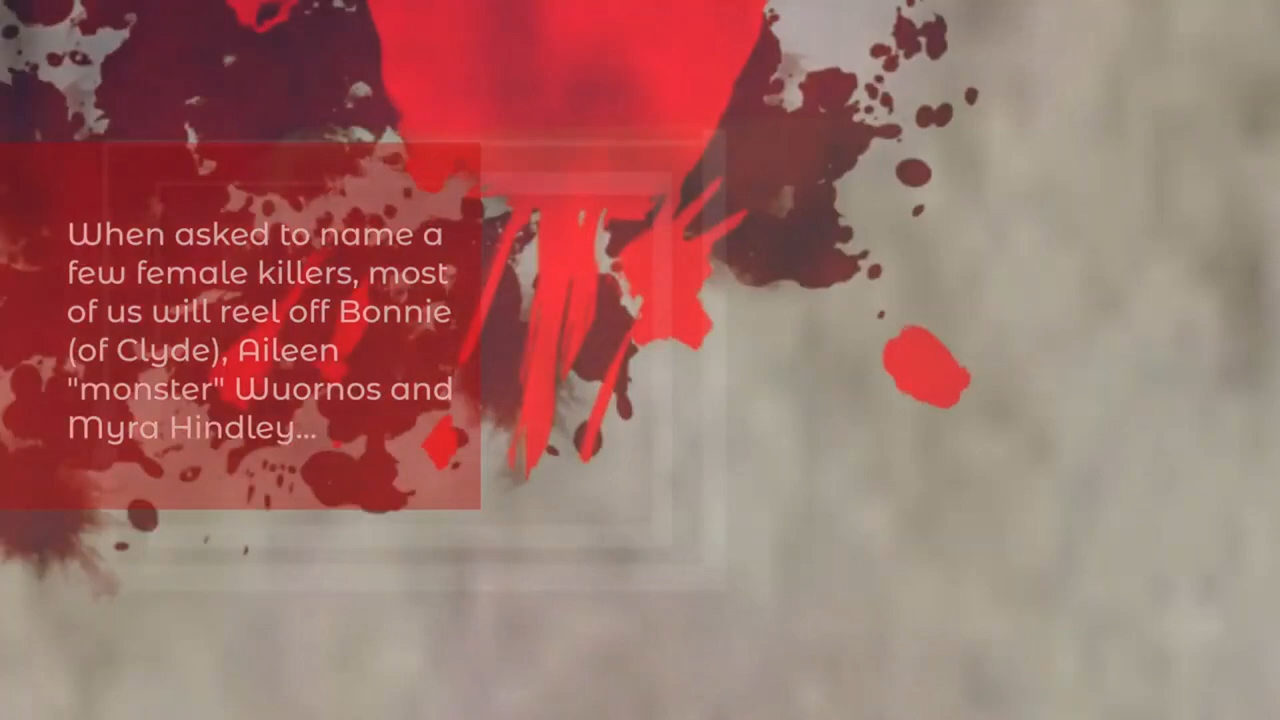 When asked to name a
few female killers, most
of us will reel off Bonnie
(of Clyde), Aileen
"monster" Wuornos and
Myra Hindley...